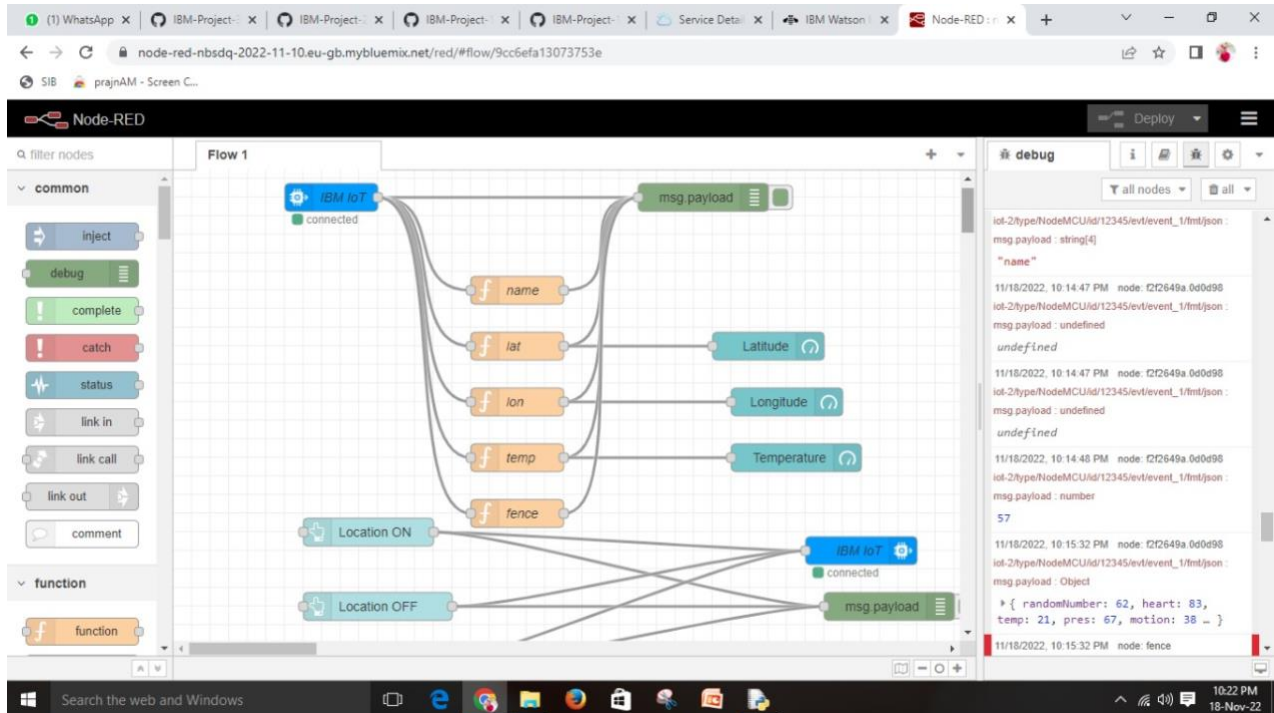 (1) WhatsApp
IBM-Project-
IBM-Project-
IBM-Project-
IBM-Project-
Service Detai
IBM Watson
Node-RED :
node-red-nbsdq-2022-11-10.eu-gb.mybluemix.net/red/#flow/9cc6efa13073753e
SIB prajnAM - Screen C...
Node-RED
Deploy
filter nodes
common
inject
debug
complete
catch
status
link in
link call
link out
comment
function
function
Flow 1
IBM IoT
connected
msg.payload
name
lat
Latitude
lon
Longitude
temp
Temperature
fence
Location ON
IBM IoT
connected
Location OFF
msg.payload
debug
all nodes
all
iot-2/type/NodeMCU/id/12345/evt/event_1/fmt/json :
msg.payload : string[4]
"name"
11/18/2022, 10:14:47 PM node: f2f2649a.0d0d98
iot-2/type/NodeMCU/id/12345/evt/event_1/fmt/json :
msg.payload : undefined
undefined
11/18/2022, 10:14:47 PM node: f2f2649a.0d0d98
iot-2/type/NodeMCU/id/12345/evt/event_1/fmt/json :
msg.payload : undefined
undefined
11/18/2022, 10:14:48 PM node: f2f2649a.0d0d98
iot-2/type/NodeMCU/id/12345/evt/event_1/fmt/json :
msg.payload : number
57
11/18/2022, 10:15:32 PM node: f2f2649a.0d0d98
iot-2/type/NodeMCU/id/12345/evt/event_1/fmt/json :
msg.payload : Object
{ randomNumber: 62, heart: 83,
temp: 21, pres: 67, motion: 38 … }
11/18/2022, 10:15:32 PM node: fence
Search the web and Windows
10:22 PM
18-Nov-22